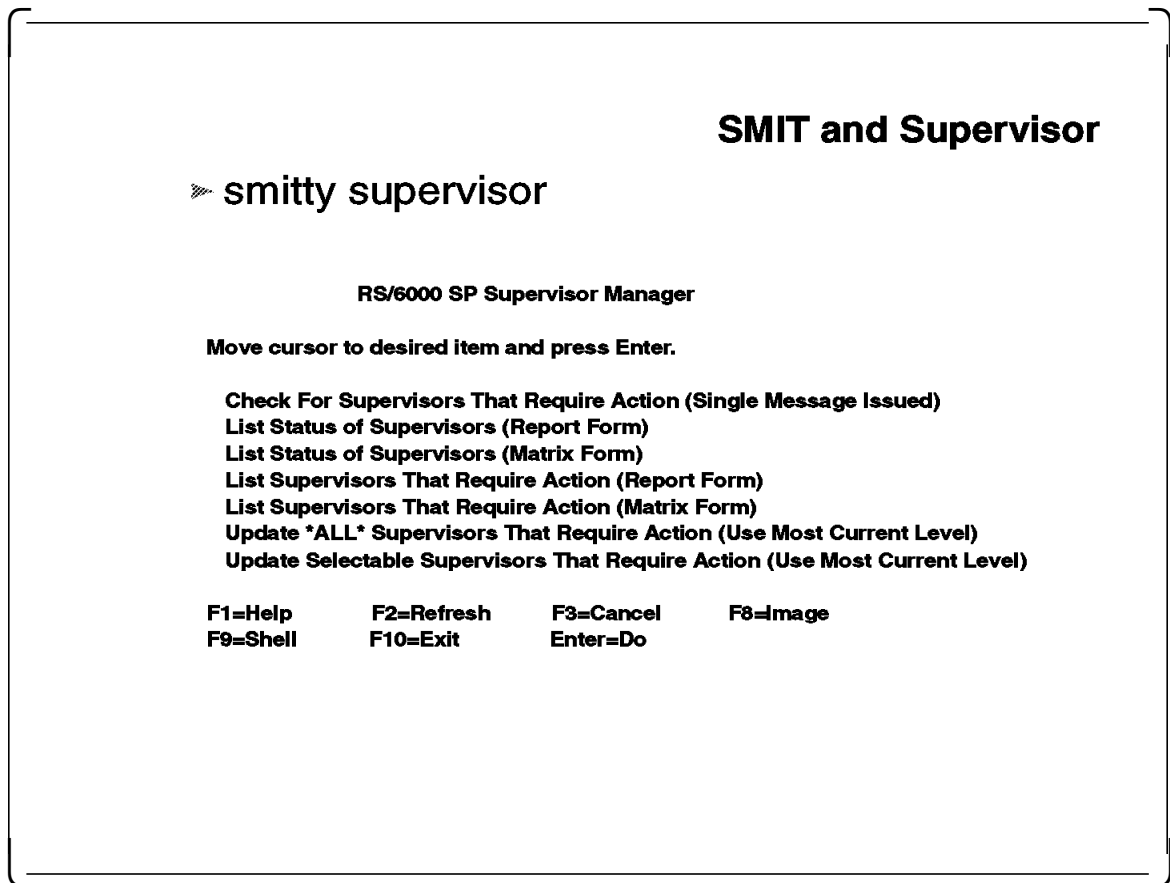 SMIT and Supervisor
smitty supervisor
RS/6000 SP Supervisor Manager
Move cursor to desired item and press Enter.
Check For Supervisors That Require Action (Single Message Issued)
List Status of Supervisors (Report Form)
List Status of Supervisors (Matrix Form)
List Supervisors That Require Action (Report Form)
List Supervisors That Require Action (Matrix Form)
Update *ALL* Supervisors That Require Action (Use Most Current Level)
Update Selectable Supervisors That Require Action (Use Most Current Level)
F1=Help F2=Refresh F3=Cancel F8=Image
F9=Shell F10=Exit Enter=Do